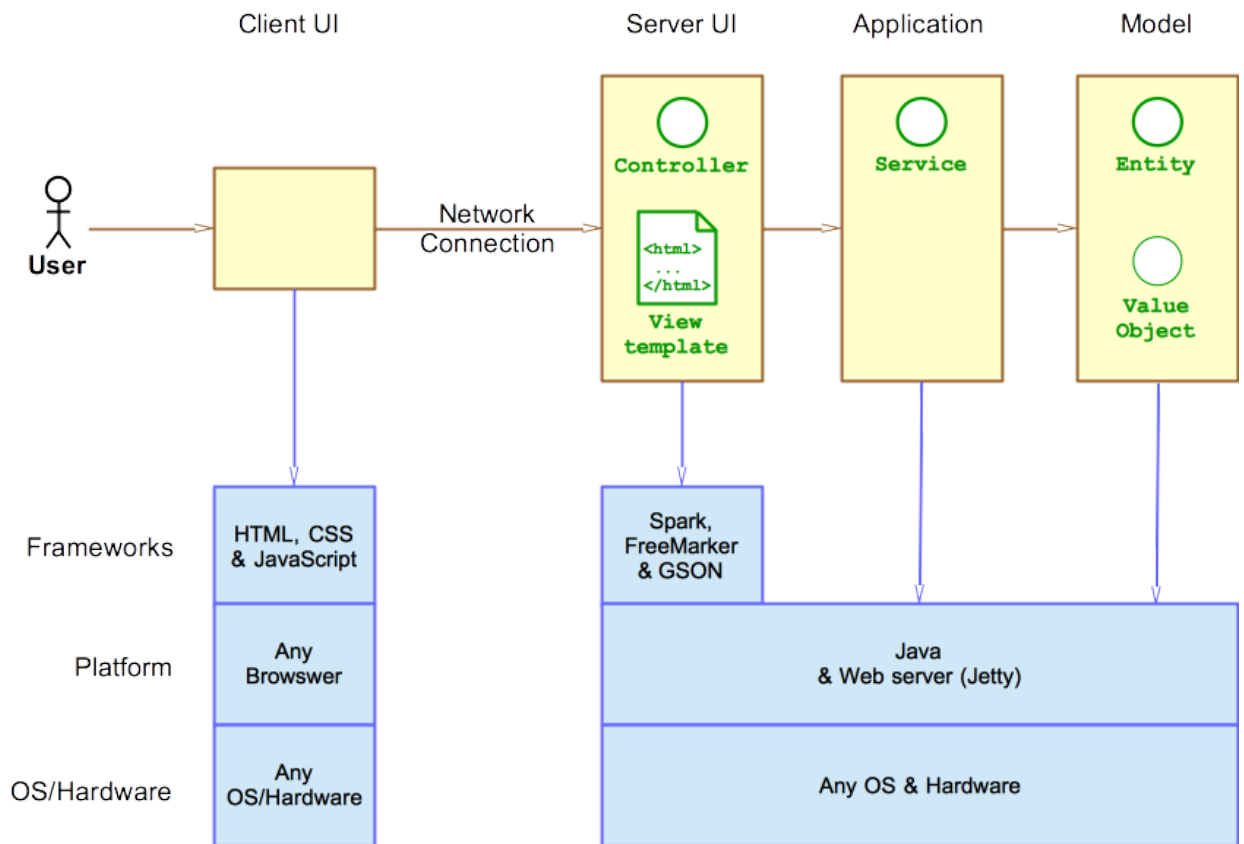 Client UI
Server UI
Application
Model
Controller
Service
Entity
User
Network
Connection
<html>
...
</html>
View
template
Value
Object
Frameworks
HTML, CSS
& JavaScript
Spark,
FreeMarker
& GSON
Platform
Any
Browswer
Java
& Web server (Jetty)
OS/Hardware
Any
OS/Hardware
Any OS & Hardware